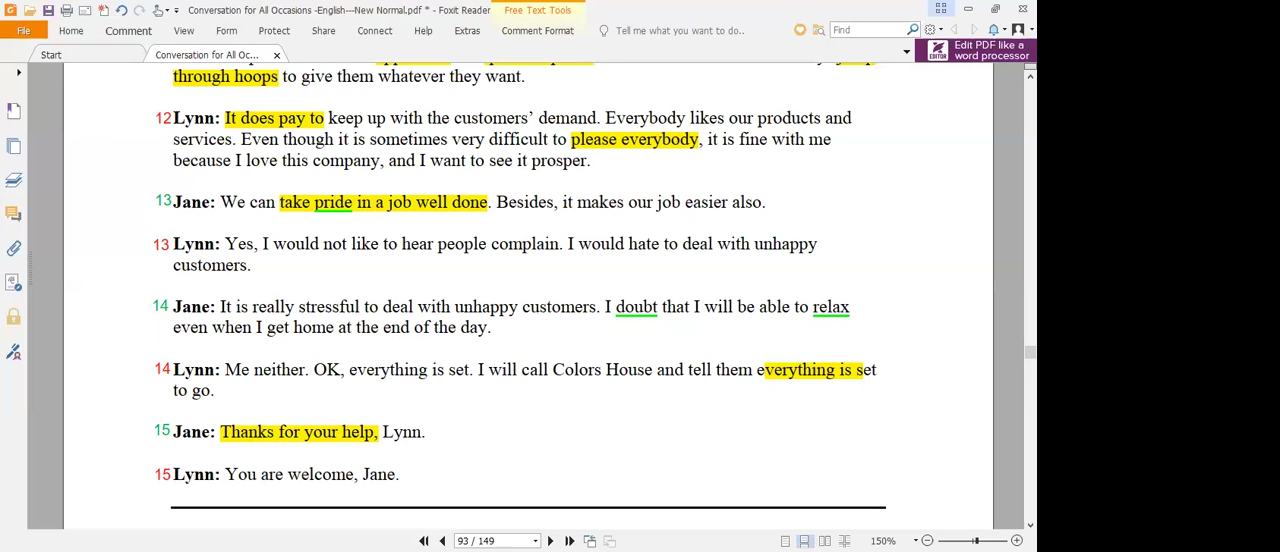 Conversation for All Occasions -English---New Normal.pdf * - Foxit Reader
Free Text Tools
File Home Comment View Form Protect Share Connect Help Extras Comment Format Tell me what you want to do.. Find
Start Conversation for All Occ... Edit PDF like a
word processor
EDITOR
through hoops to give them whatever they want.
12 Lynn: It does pay to keep up with the customers’ demand. Everybody likes our products and
services. Even though it is sometimes very difficult to please everybody, it is fine with me
because I love this company, and I want to see it prosper.
13 Jane: We can take pride in a job well done. Besides, it makes our job easier also.
13 Lynn: Yes, I would not like to hear people complain. I would hate to deal with unhappy
customers.
14 Jane: It is really stressful to deal with unhappy customers. I doubt that I will be able to relax
even when I get home at the end of the day.
14 Lynn: Me neither. OK, everything is set. I will call Colors House and tell them everything is set
to go.
15 Jane: Thanks for your help, Lynn.
15 Lynn: You are welcome, Jane.
93 / 149 150%